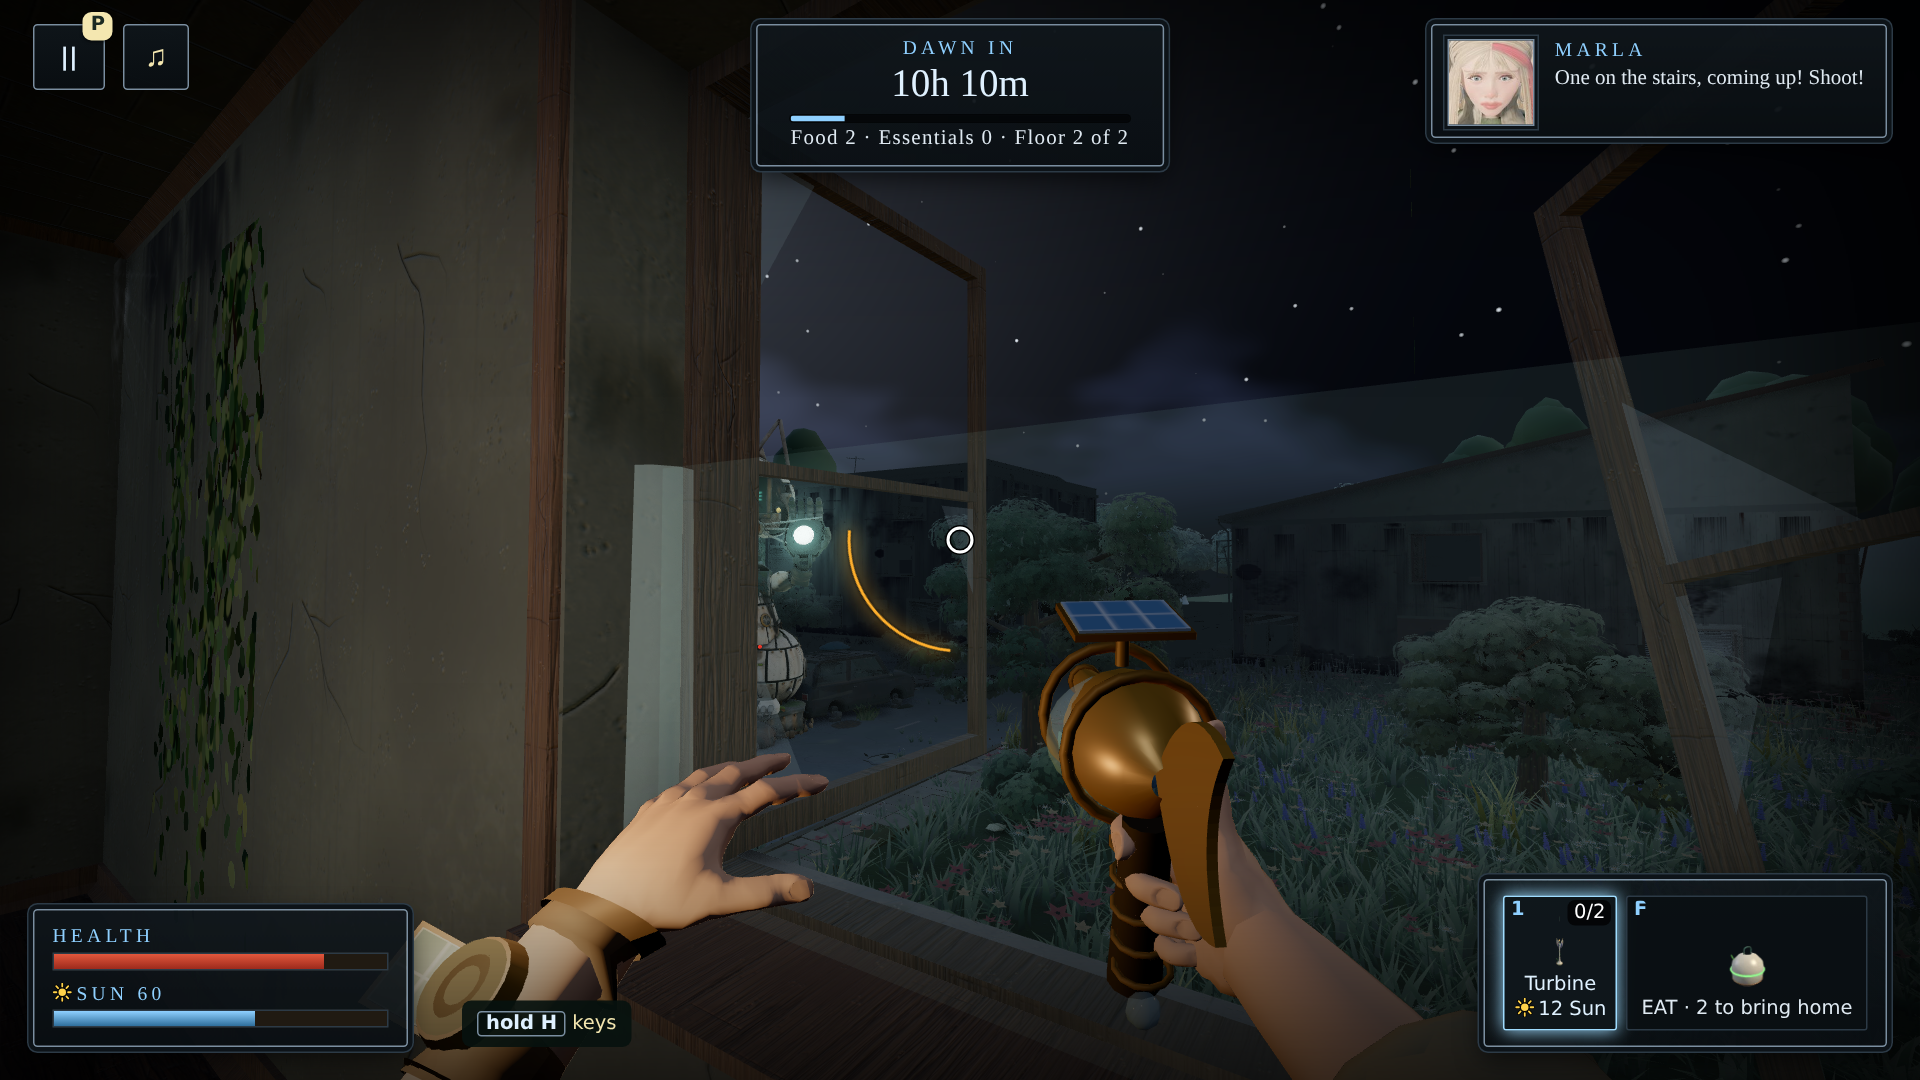 P
DAWN IN
10h 10m
Food 2 · Essentials 0 · Floor 2 of 2
MARLA
One on the stairs, coming up! Shoot!
HEALTH
SUN 60
hold H keys
1
0/2
Turbine
12 Sun
F
EAT · 2 to bring home